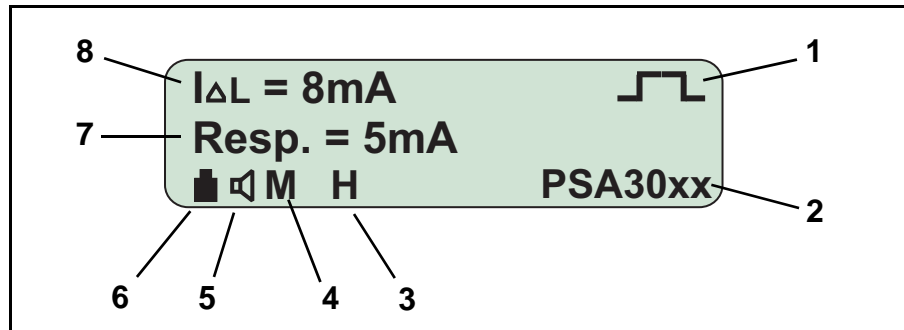 8
1
I△L = 8mA
7
Resp. = 5mA
M H PSA30xx
2
6 5 4 3